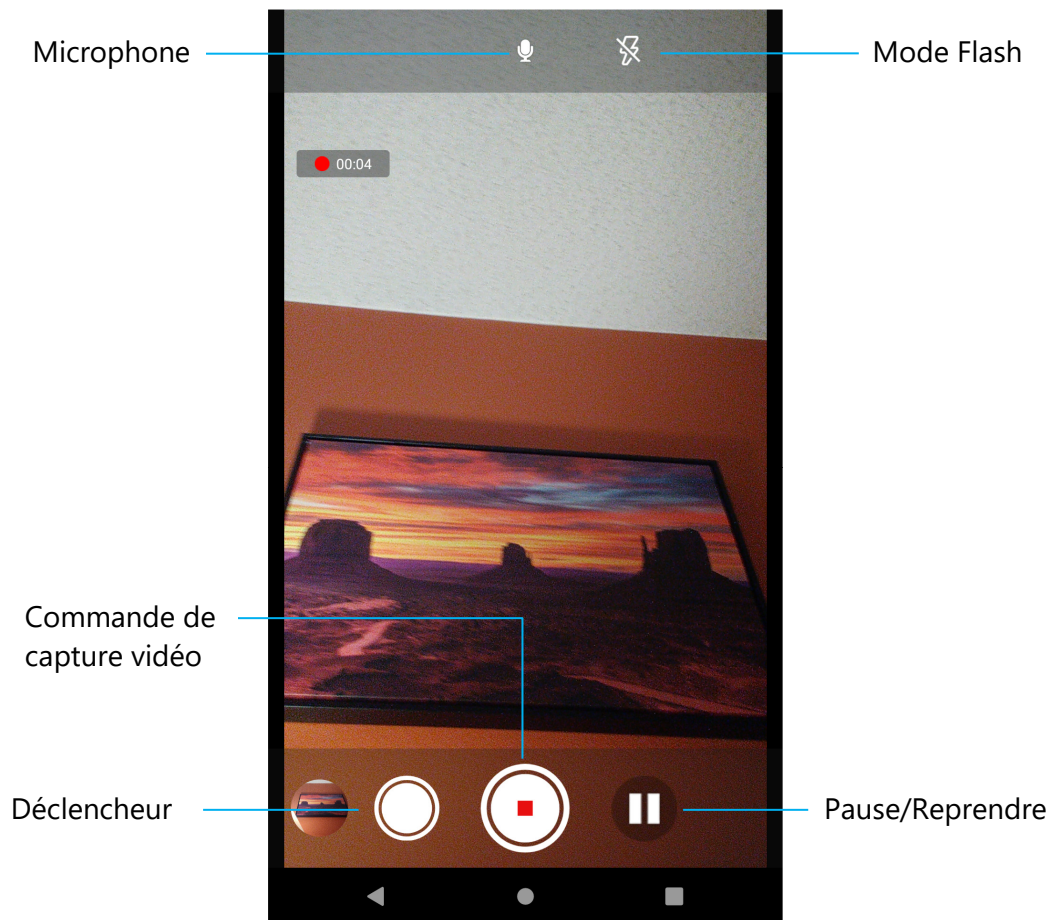 Microphone
Mode Flash
00:04
Commande de
capture vidéo
Déclencheur
Pause/Reprendre